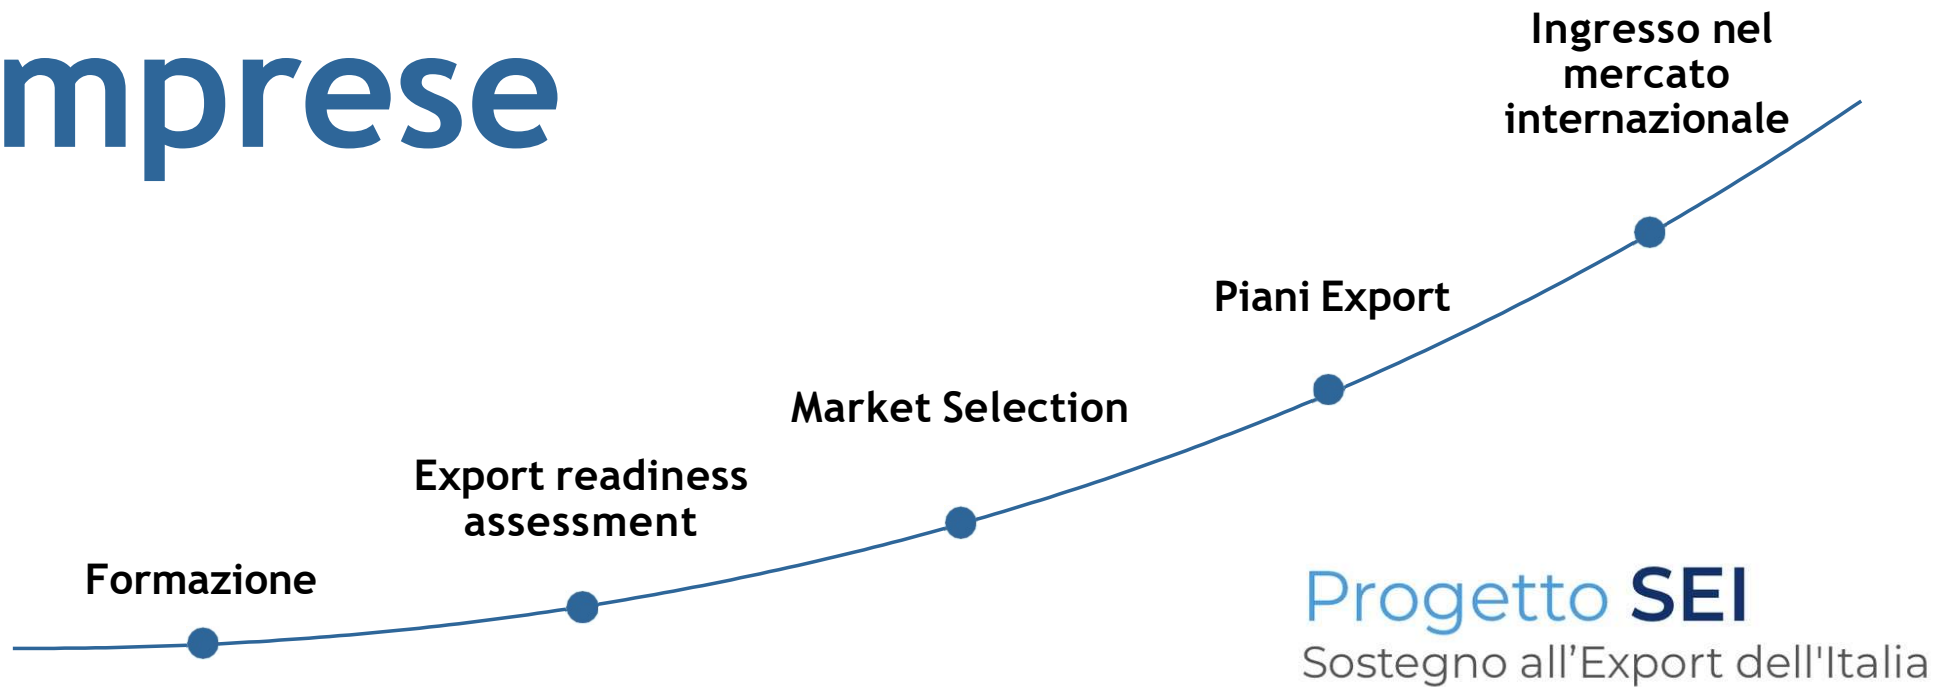 mprese
Ingresso nel
mercato
internazionale
Piani Export
Market Selection
Export readiness
assessment
Formazione
Progetto SEI
Sostegno all’Export dell'Italia